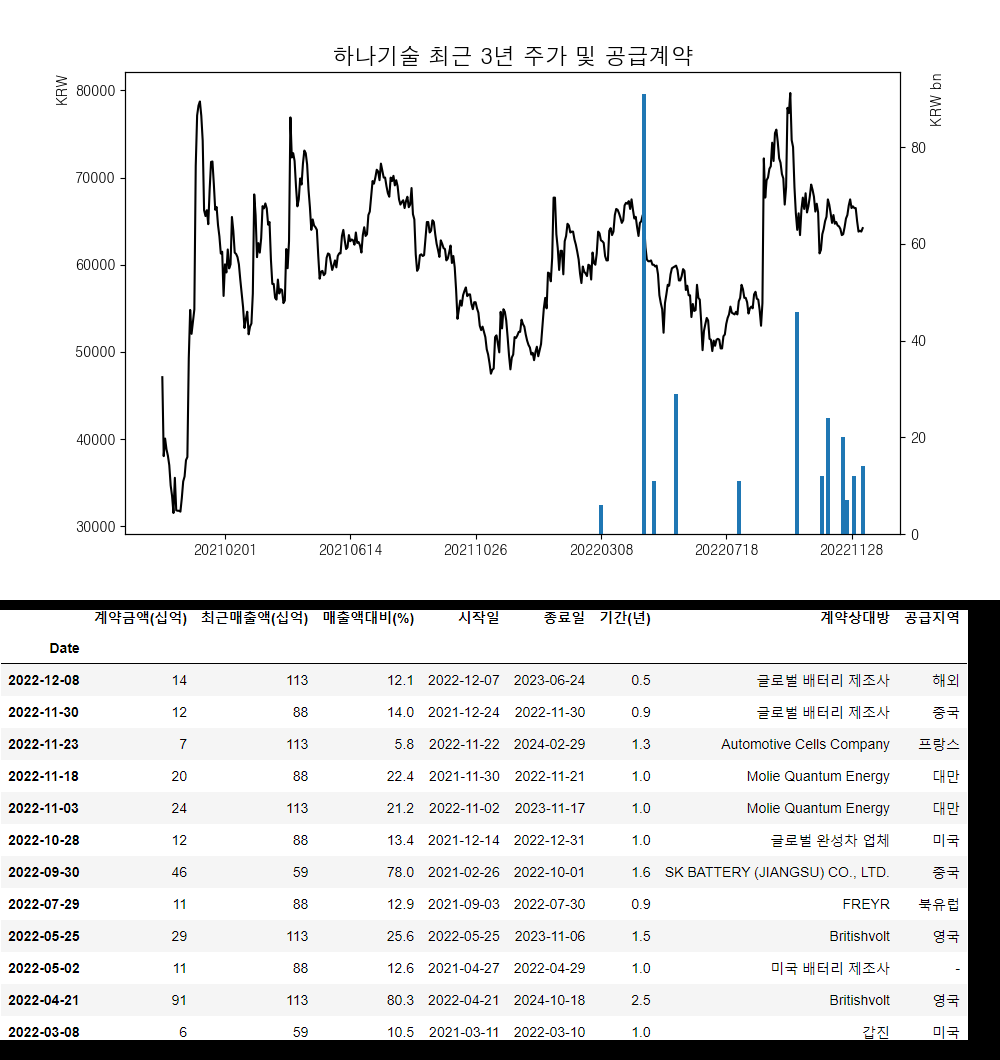 하나기술 최근 3년 주가 및 공급계약
KRW
KRW bn
80000
70000
60000
50000
40000
30000
80
60
40
20
0
20210201 20210614 20211026 20220308 20220718 20221128
계약금액(십억) 최근매출액(십억) 매출액대비(%) 시작일 종료일 기간(년) 계약상대방 공급지역
Date
2022-12-08 14 113 12.1 2022-12-07 2023-06-24 0.5 글로벌 배터리 제조사 해외
2022-11-30 12 88 14.0 2021-12-24 2022-11-30 0.9 글로벌 배터리 제조사 중국
2022-11-23 7 113 5.8 2022-11-22 2024-02-29 1.3 Automotive Cells Company 프랑스
2022-11-18 20 88 22.4 2021-11-30 2022-11-21 1.0 Molie Quantum Energy 대만
2022-11-03 24 113 21.2 2022-11-02 2023-11-17 1.0 Molie Quantum Energy 대만
2022-10-28 12 88 13.4 2021-12-14 2022-12-31 1.0 글로벌 완성차 업체 미국
2022-09-30 46 59 78.0 2021-02-26 2022-10-01 1.6 SK BATTERY (JIANGSU) CO., LTD. 중국
2022-07-29 11 88 12.9 2021-09-03 2022-07-30 0.9 FREYR 북유럽
2022-05-25 29 113 25.6 2022-05-25 2023-11-06 1.5 Britishvolt 영국
2022-05-02 11 88 12.6 2021-04-27 2022-04-29 1.0 미국 배터리 제조사 -
2022-04-21 91 113 80.3 2022-04-21 2024-10-18 2.5 Britishvolt 영국
2022-03-08 6 59 10.5 2021-03-11 2022-03-10 1.0 갑진 미국